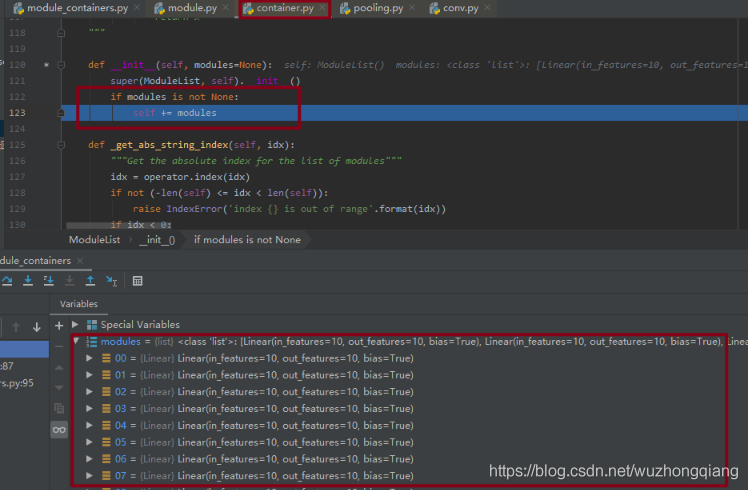 module_containers.py module.py container.py pooling.py conv.py
118 """
119
120 def __init__(self, modules=None): self: ModuleList() modules: <class 'list'>: [Linear(in_features=10, out_features=1
121 super(ModuleList, self).__init__()
122 if modules is not None:
123 self += modules
124
125 def _get_abs_string_index(self, idx):
126 """Get the absolute index for the list of modules"""
127 idx = operator.index(idx)
128 if not (-len(self) <= idx < len(self)):
129 raise IndexError('index {} is out of range'.format(idx))
130 if idx < 0:
ModuleList › __init__() › if modules is not None
dule_containers ×
Variables
Special Variables
modules = {list} <class 'list'>: [Linear(in_features=10, out_features=10, bias=True), Linear(in_features=10, out_features=10, bias=True), Linea
00 = {Linear} Linear(in_features=10, out_features=10, bias=True)
:87
01 = {Linear} Linear(in_features=10, out_features=10, bias=True)
rs.py:95
02 = {Linear} Linear(in_features=10, out_features=10, bias=True)
03 = {Linear} Linear(in_features=10, out_features=10, bias=True)
04 = {Linear} Linear(in_features=10, out_features=10, bias=True)
05 = {Linear} Linear(in_features=10, out_features=10, bias=True)
06 = {Linear} Linear(in_features=10, out_features=10, bias=True)
07 = {Linear} Linear(in_features=10, out_features=10, bias=True)
https://blog.csdn.net/wuzhongqiang